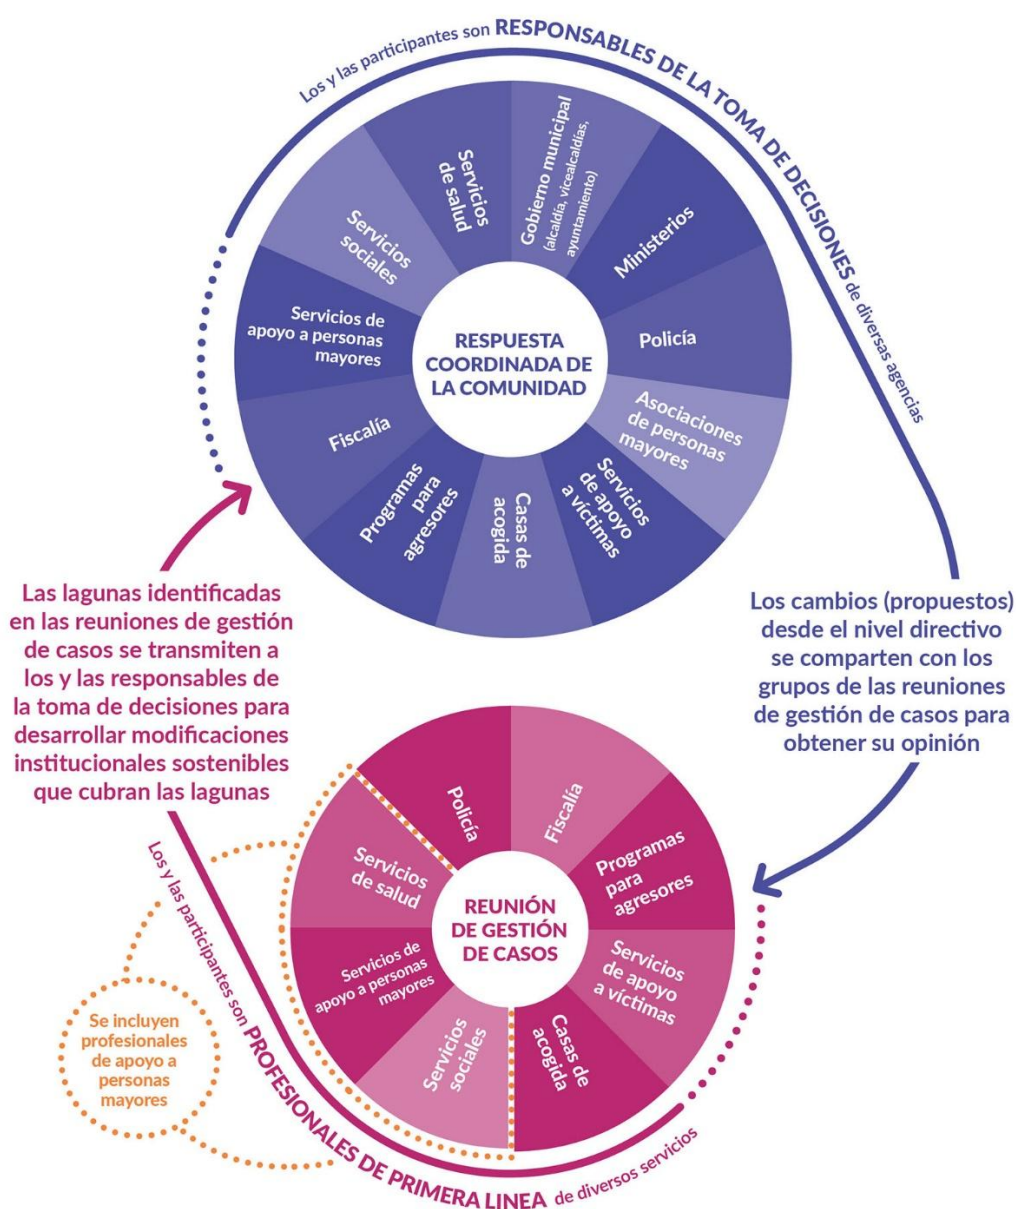 Los y las participantes son RESPONSABLES DE LA TOMA DE DECISIONES de diversas agencias
Servicios
de salud
Gobierno municipal
(alcaldía, vicealcaldías,
ayuntamiento)
Ministerios
Policía
Asociaciones
de personas
mayores
Servicios
de apoyo
a víctimas
Casas de
acogida
Programas
para
agresores
Fiscalía
Servicios de
apoyo a personas
mayores
Servicios
sociales
RESPUESTA
COORDINADA DE
LA COMUNIDAD
Los cambios (propuestos)
desde el nivel directivo
se comparten con los
grupos de las reuniones
de gestión de casos para
obtener su opinión
Las lagunas identificadas
en las reuniones de gestión
de casos se transmiten a
los y las responsables de
la toma de decisiones para
desarrollar modificaciones
institucionales sostenibles
que cubran las lagunas
Policía
Fiscalía
Programas
para
agresores
Servicios
de apoyo
a víctimas
Casas de
acogida
Servicios
sociales
Servicios de
apoyo a personas
mayores
Servicios
de salud
REUNIÓN
DE GESTIÓN
DE CASOS
Los y las participantes son PROFESIONALES DE PRIMERA LINEA de diversos servicios
Se incluyen
profesionales
de apoyo a
personas
mayores